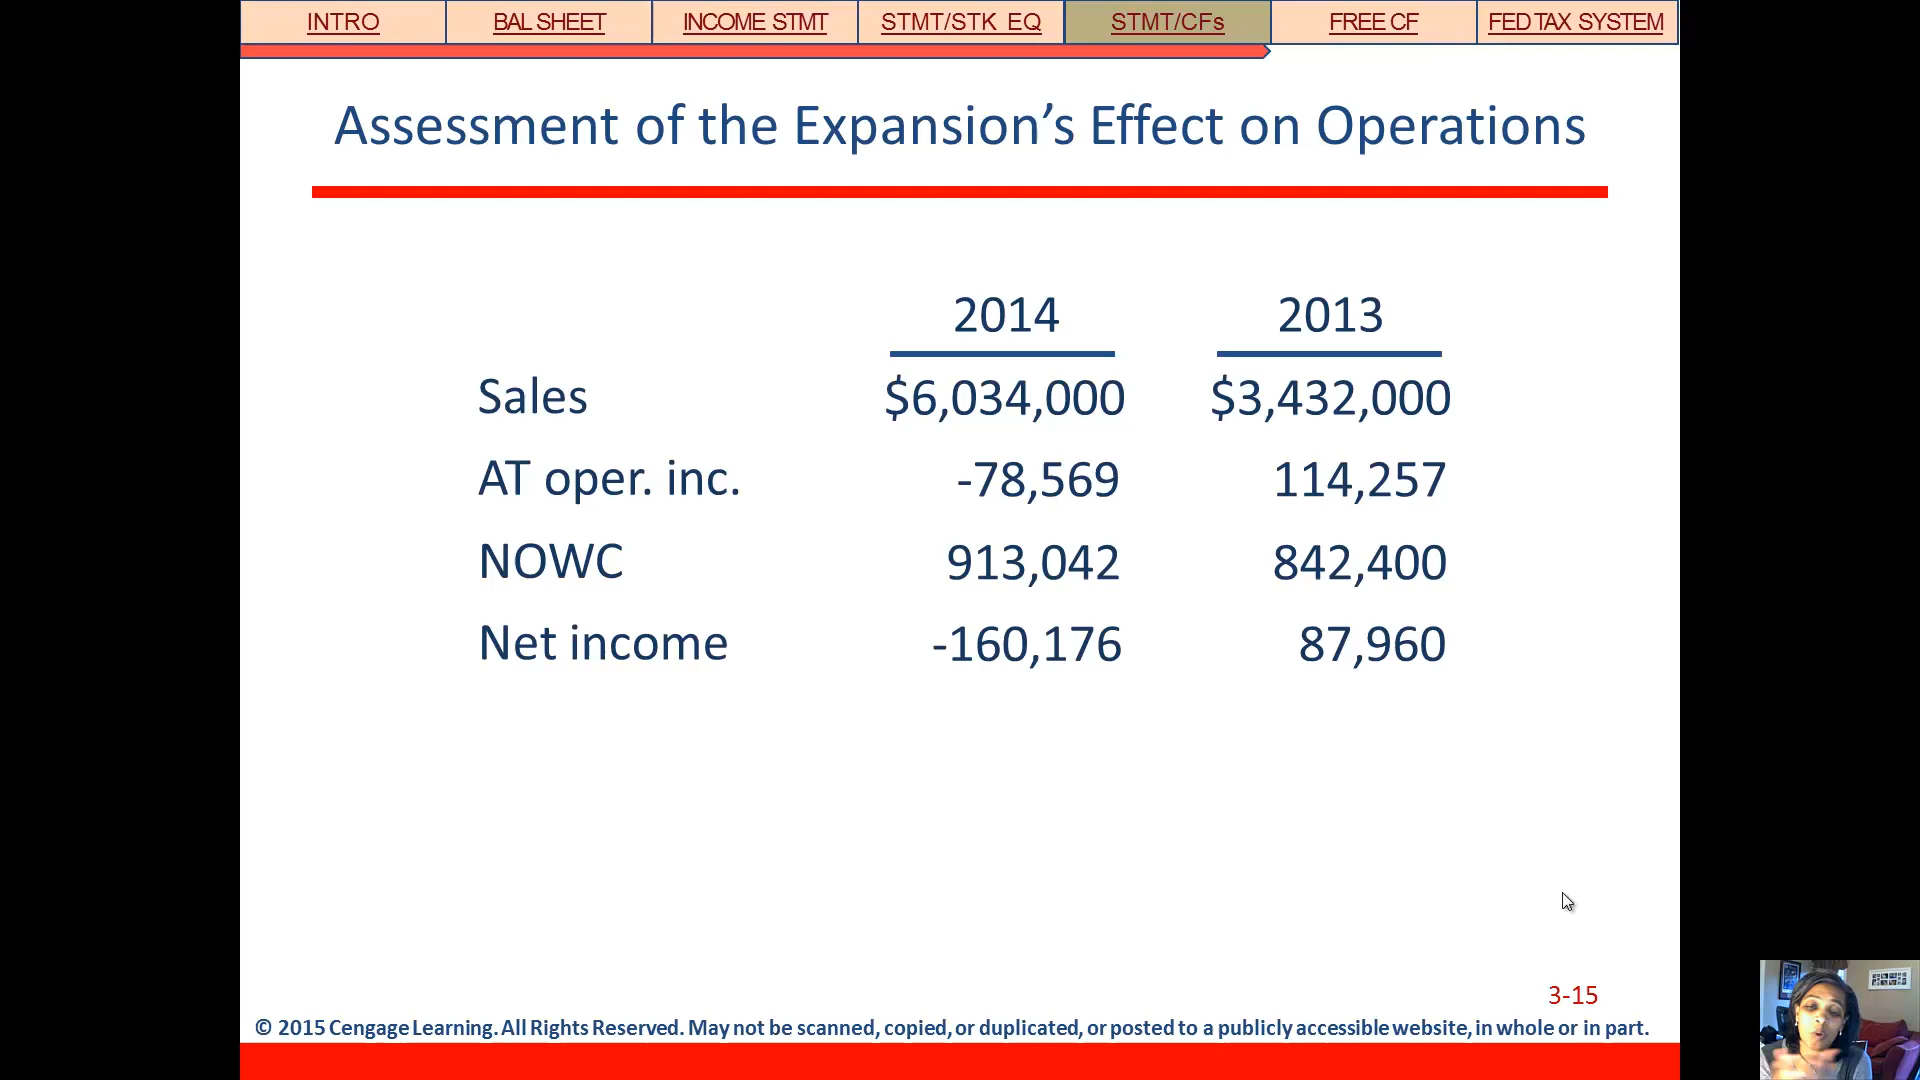 INTRO BAL SHEET INCOME STMT STMT/STK EQ STMT/CFs FREE CF FED TAX SYSTEM
Assessment of the Expansion’s Effect on Operations
2014 2013
Sales $6,034,000 $3,432,000
AT oper. inc. -78,569 114,257
NOWC 913,042 842,400
Net income -160,176 87,960
3-15
© 2015 Cengage Learning. All Rights Reserved. May not be scanned, copied, or duplicated, or posted to a publicly accessible website, in whole or in part.